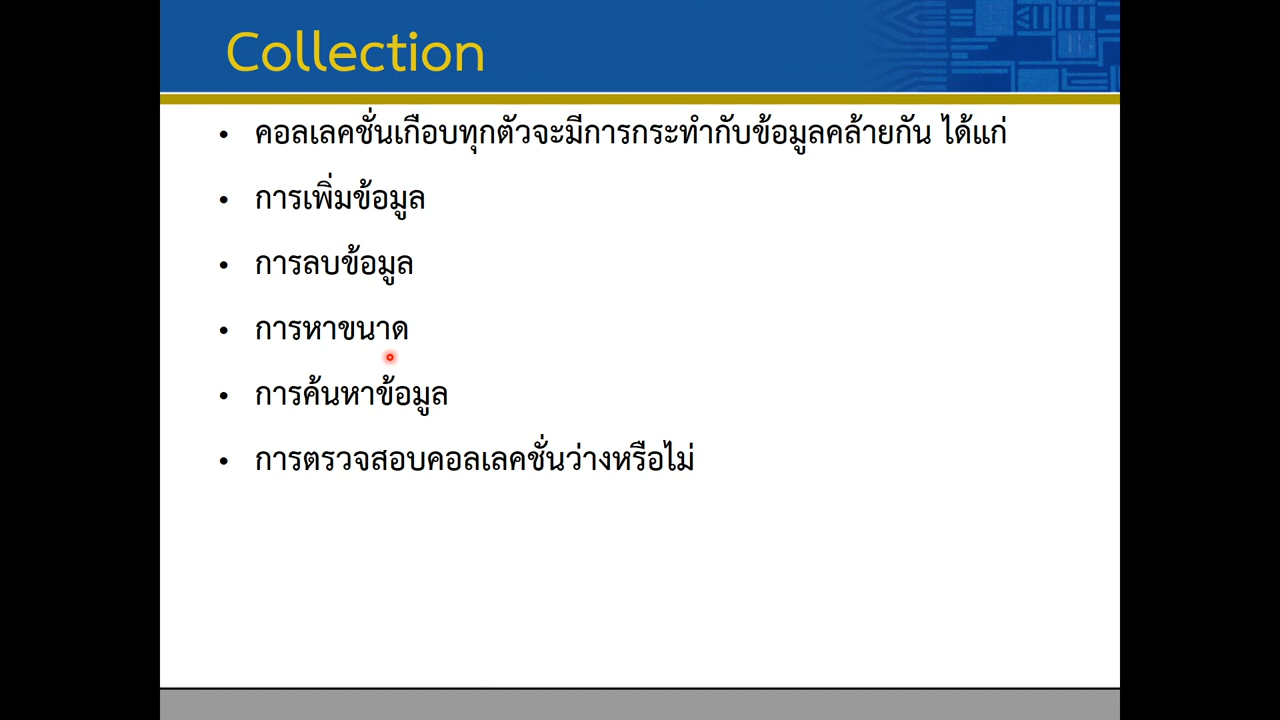 Collection
• คอลเลคชั่นเกือบทุกตัวจะมีการกระทำกับข้อมูลคล้ายกัน ได้แก่
• การเพิ่มข้อมูล
• การลบข้อมูล
• การหาขนาด
• การค้นหาข้อมูล
• การตรวจสอบคอลเลคชั่นว่างหรือไม่